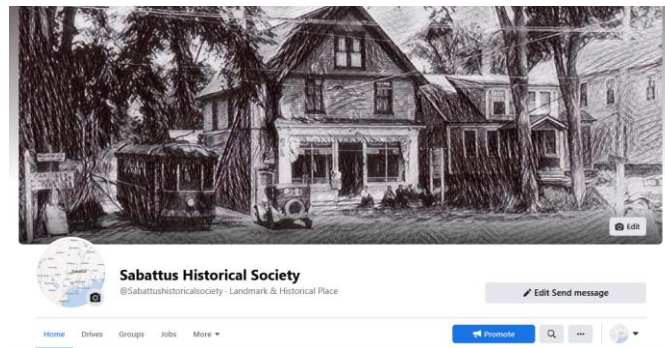 Edit
Sabattus Historical Society
@Sabattushistoricalsociety · Landmark & Historical Place
Edit Send message
Home Drives Groups Jobs More
Promote